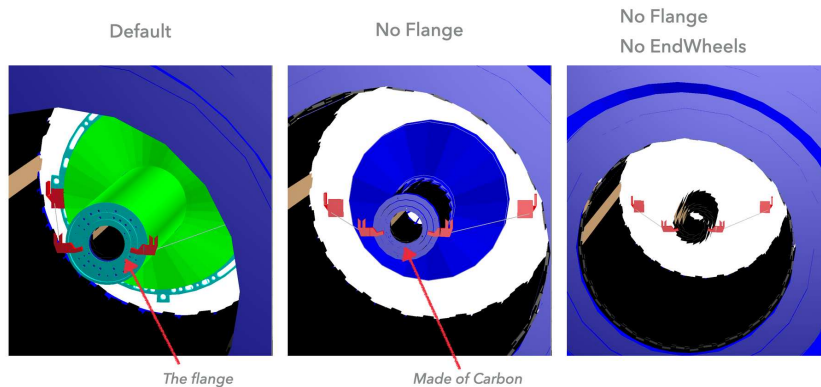 Default
No Flange
No Flange
No EndWheels
The flange
Made of Carbon